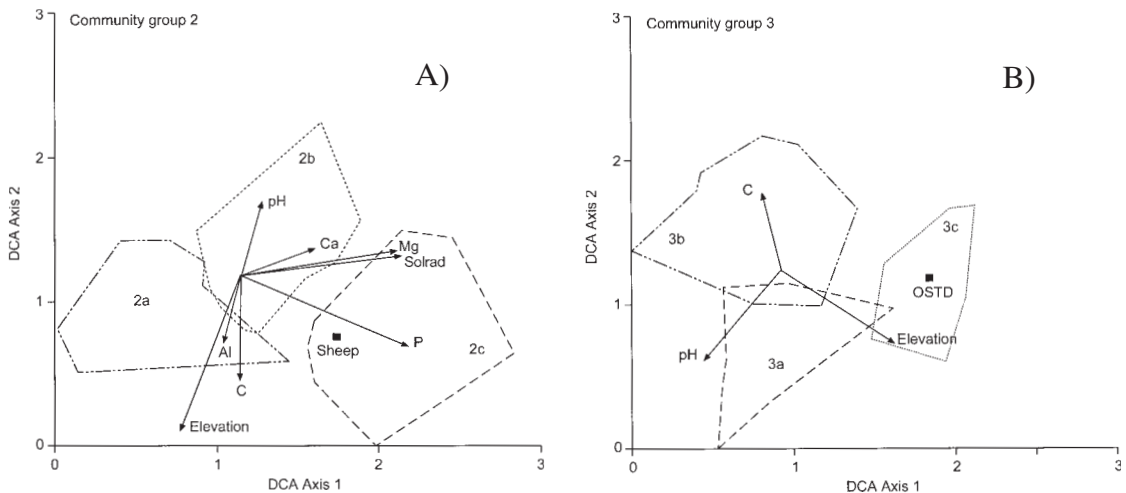 Community group 2
A)
3
2
1
0
DCA Axis 2
2b
pH
Ca
Mg
Solrad
2a
Al
Sheep
P
2c
C
Elevation
0 1 2 3
DCA Axis 1
Community group 3
B)
3
2
1
0
DCA Axis 2
C
3b
3c
OSTD
Elevation
pH
3a
0 1 2 3
DCA Axis 1